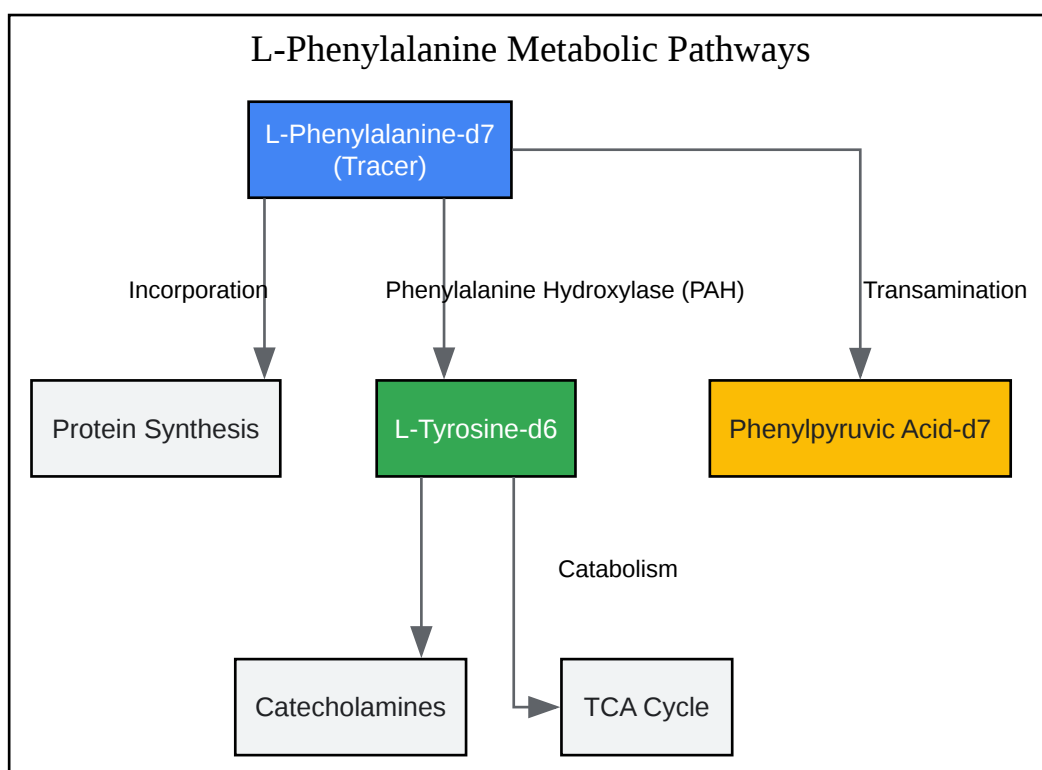 L-Phenylalanine Metabolic Pathways
L-Phenylalanine-d7
(Tracer)
Incorporation
Phenylalanine Hydroxylase (PAH)
Transamination
Protein Synthesis
L-Tyrosine-d6
Phenylpyruvic Acid-d7
Catabolism
Catecholamines
TCA Cycle